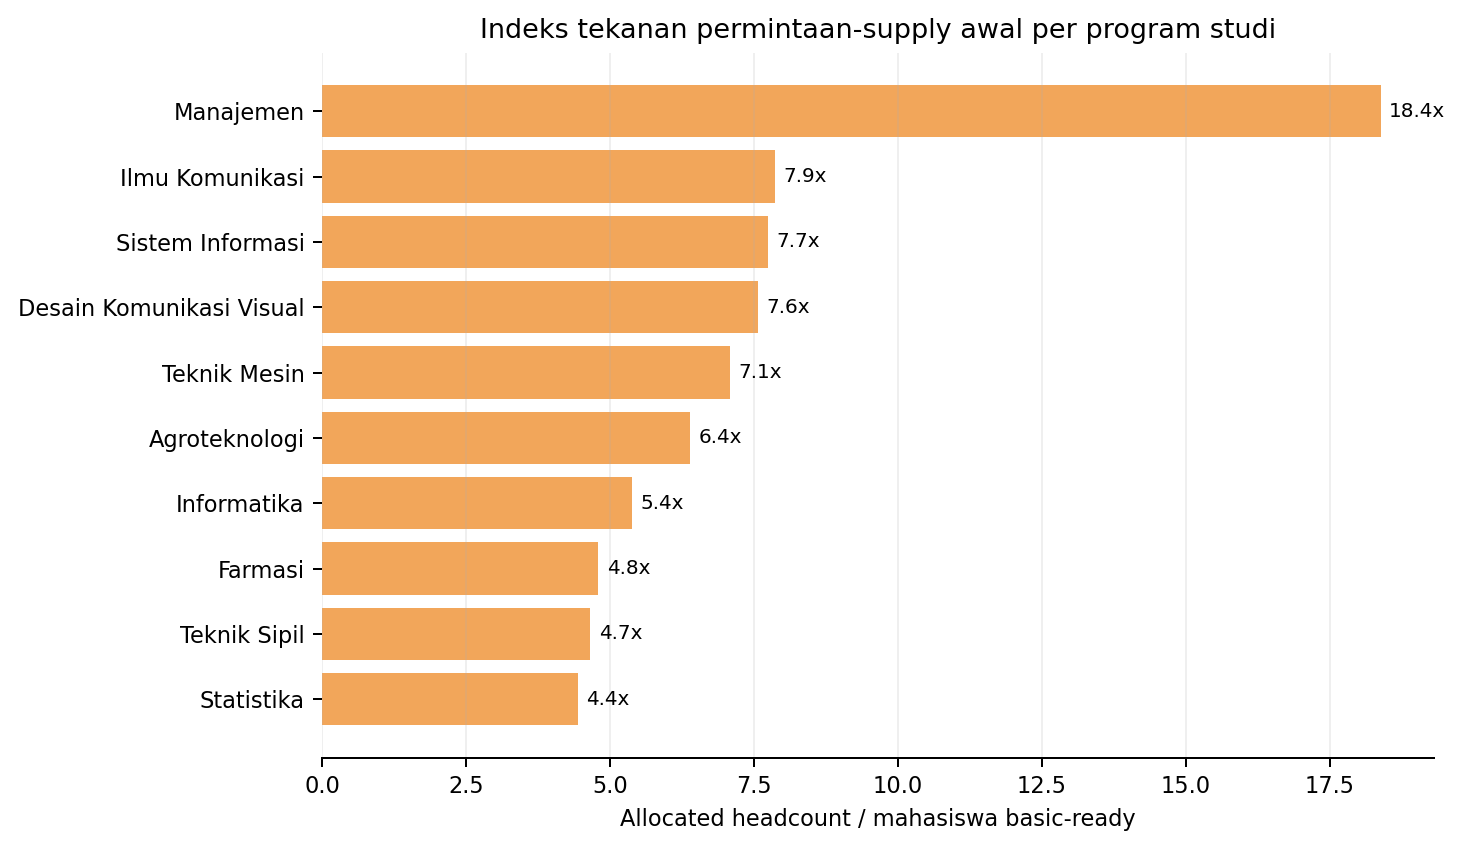 Indeks tekanan permintaan-supply awal per program studi
Manajemen 18.4x
Ilmu Komunikasi 7.9x
Sistem Informasi 7.7x
Desain Komunikasi Visual 7.6x
Teknik Mesin 7.1x
Agroteknologi 6.4x
Informatika 5.4x
Farmasi 4.8x
Teknik Sipil 4.7x
Statistika 4.4x
0.0 2.5 5.0 7.5 10.0 12.5 15.0 17.5
Allocated headcount / mahasiswa basic-ready